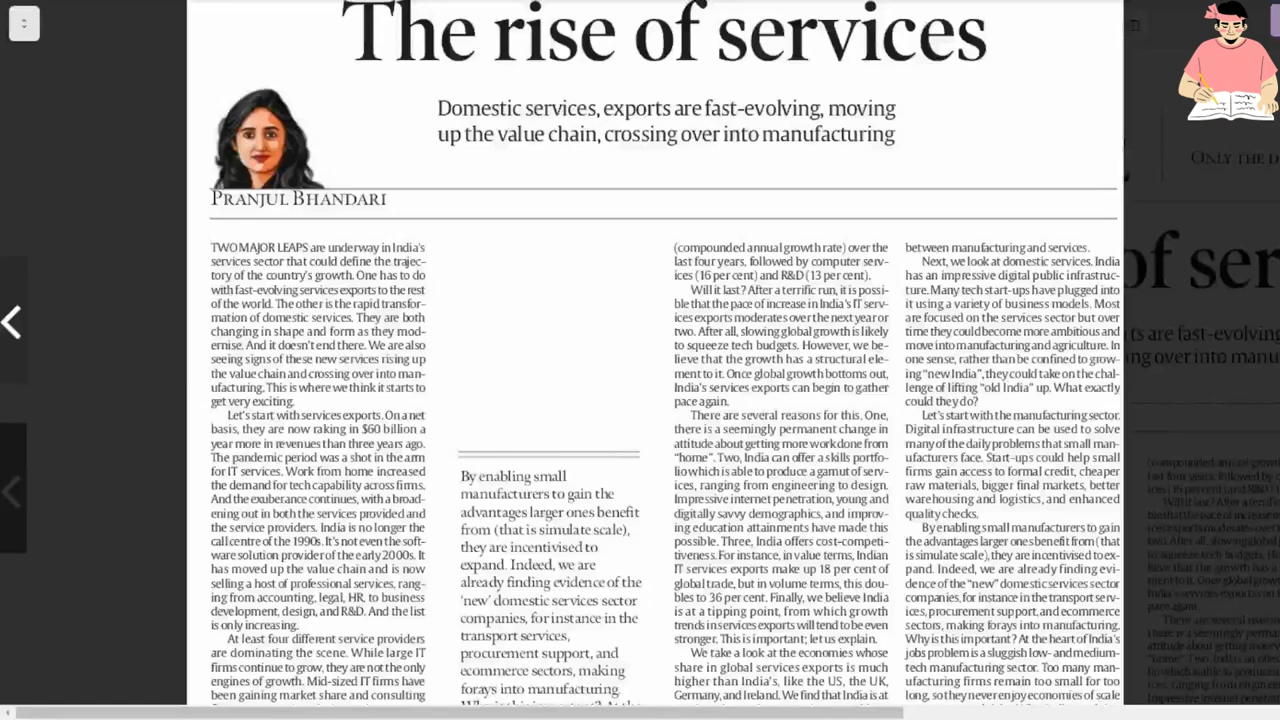 The rise of services
Domestic services, exports are fast-evolving, moving
up the value chain, crossing over into manufacturing
PRANJUL BHANDARI
TWO MAJOR LEAPS are underway in India's
services sector that could define the trajec-
tory of the country's growth. One has to do
with fast-evolving services exports to the rest
of the world. The other is the rapid transfor-
mation of domestic services. They are both
changing in shape and form as they mod-
ernise. And it doesn't end there. We are also
seeing signs of these new services rising up
the value chain and crossing over into man-
ufacturing. This is where we think it starts to
get very exciting.
Let's start with services exports. On a net
basis, they are now raking in $60 billion a
year more in revenues than three years ago.
The pandemic period was a shot in the arm
for IT services. Work from home increased
the demand for tech capability across firms.
And the exuberance continues, with a broad-
ening out in both the services provided and
the service providers. India is no longer the
call centre of the 1990s. It's not even the soft-
ware solution provider of the early 2000s. It
has moved up the value chain and is now
selling a host of professional services, rang-
ing from accounting, legal, HR, to business
development, design, and R&D. And the list
is only increasing.
At least four different service providers
are dominating the scene. While large IT
firms continue to grow, they are not the only
engines of growth. Mid-sized IT firms have
been gaining market share and consulting
By enabling small
manufacturers to gain the
advantages larger ones benefit
from (that is simulate scale),
they are incentivised to
expand. Indeed, we are
already finding evidence of the
'new' domestic services sector
companies, for instance in the
transport services,
procurement support, and
ecommerce sectors, making
forays into manufacturing.
(compounded annual growth rate) over the
last four years, followed by computer serv-
ices (16 per cent) and R&D (13 per cent).
Will it last? After a terrific run, it is possi-
ble that the pace of increase in India's IT serv-
ices exports moderates over the next year or
two. After all, slowing global growth is likely
to squeeze tech budgets. However, we be-
lieve that the growth has a structural ele-
ment to it. Once global growth bottoms out,
India's services exports can begin to gather
pace again.
There are several reasons for this. One,
there is a seemingly permanent change in
attitude about getting more work done from
"home". Two, India can offer a skills portfo-
lio which is able to produce a gamut of serv-
ices, ranging from engineering to design.
Impressive internet penetration, young and
digitally savvy demographics, and improv-
ing education attainments have made this
possible. Three, India offers cost-competi-
tiveness. For instance, in value terms, Indian
IT services exports make up 18 per cent of
global trade, but in volume terms, this dou-
bles to 36 per cent. Finally, we believe India
is at a tipping point, from which growth
trends in services exports will tend to be even
stronger. This is important; let us explain.
We take a look at the economies whose
share in global services exports is much
higher than India's, like the US, the UK,
Germany, and Ireland. We find that India is at
between manufacturing and services.
Next, we look at domestic services. India
has an impressive digital public infrastruc-
ture. Many tech start-ups have plugged into
it using a variety of business models. Most
are focused on the services sector but over
time they could become more ambitious and
move into manufacturing and agriculture. In
one sense, rather than be confined to grow-
ing "new India", they could take on the chal-
lenge of lifting "old India" up. What exactly
could they do?
Let's start with the manufacturing sector.
Digital infrastructure can be used to solve
many of the daily problems that small man-
ufacturers face. Start-ups could help small
firms gain access to formal credit, cheaper
raw materials, bigger final markets, better
warehousing and logistics, and enhanced
quality checks.
By enabling small manufacturers to gain
the advantages larger ones benefit from (that
is simulate scale), they are incentivised to ex-
pand. Indeed, we are already finding evi-
dence of the "new" domestic services sector
companies, for instance in the transport serv-
ices, procurement support, and ecommerce
sectors, making forays into manufacturing.
Why is this important? At the heart of India's
jobs problem is a sluggish low- and medium-
tech manufacturing sector. Too many man-
ufacturing firms remain too small for too
long, so they never enjoy economies of scale
ONLY THE
of ser
ts are fast-evolving
ng over into manu